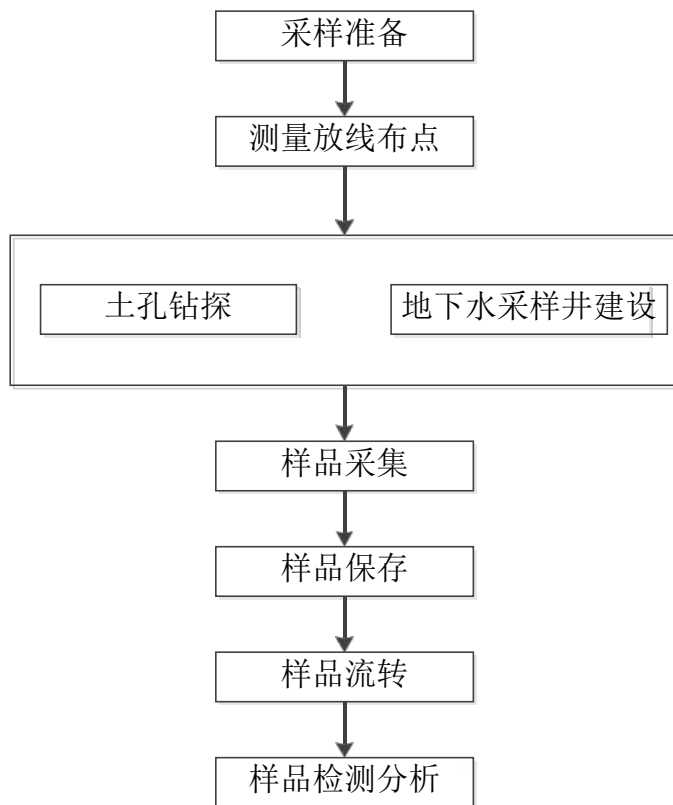 采样准备
测量放线布点
土孔钻探
地下水采样井建设
样品采集
样品保存
样品流转
样品检测分析